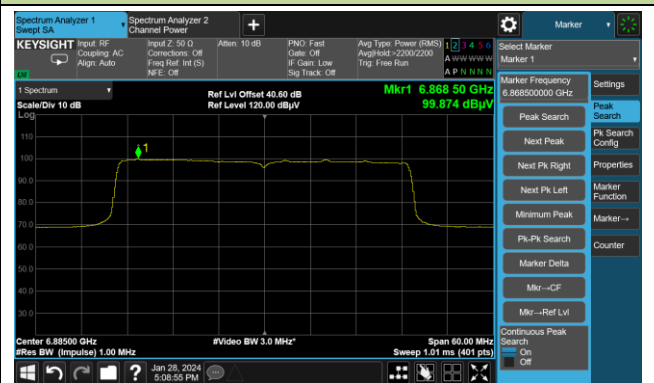 Spectrum Analyzer 1
Swept SA
Spectrum Analyzer 2
Channel Power
Marker
KEYSIGHT
Input: RF
Coupling: AC
Align: Auto
Input Z: 50 Ω
Corrections: Off
Freq Ref: Int (S)
NFE: Off
Atten: 10 dB
PNO: Fast
Gate: Off
IF Gain: Low
Sig Track: Off
Avg Type: Power (RMS)
Avg|Hold:>2200/2200
Trig: Free Run
1 2 3 4 5 6
A W W W W W
A P N N N N
Select Marker
Marker 1
1 Spectrum
Scale/Div 10 dB
Log
Ref Lvl Offset 40.60 dB
Ref Level 120.00 dBµV
Mkr1 6.868 50 GHz
99.874 dBµV
110
100
90.0
80.0
70.0
60.0
50.0
40.0
30.0
1
Center 6.88500 GHz
#Res BW (Impulse) 1.00 MHz
#Video BW 3.0 MHz*
Span 60.00 MHz
Sweep 1.01 ms (401 pts)
Marker Frequency
6.868500000 GHz
Peak Search
Next Peak
Next Pk Right
Next Pk Left
Minimum Peak
Pk-Pk Search
Marker Delta
Mkr→CF
Mkr→Ref Lvl
Continuous Peak
Search
On
Off
Settings
Peak
Search
Pk Search
Config
Properties
Marker
Function
Marker→
Counter
Jan 28, 2024
5:08:55 PM